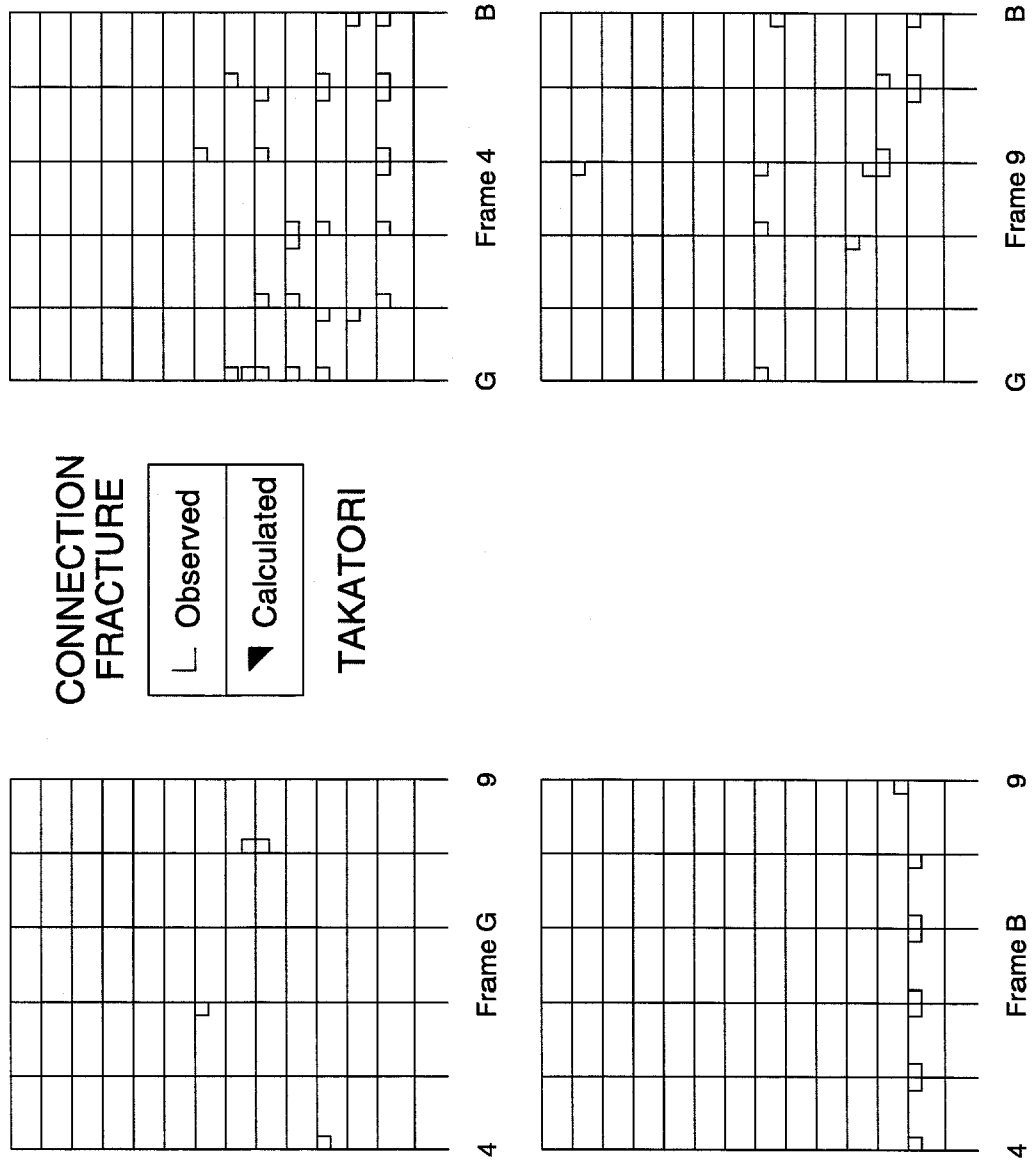 CONNECTION
FRACTURE
Observed
Calculated
TAKATORI
G Frame 4 B
G Frame 9 B
4 Frame G 9
4 Frame B 9